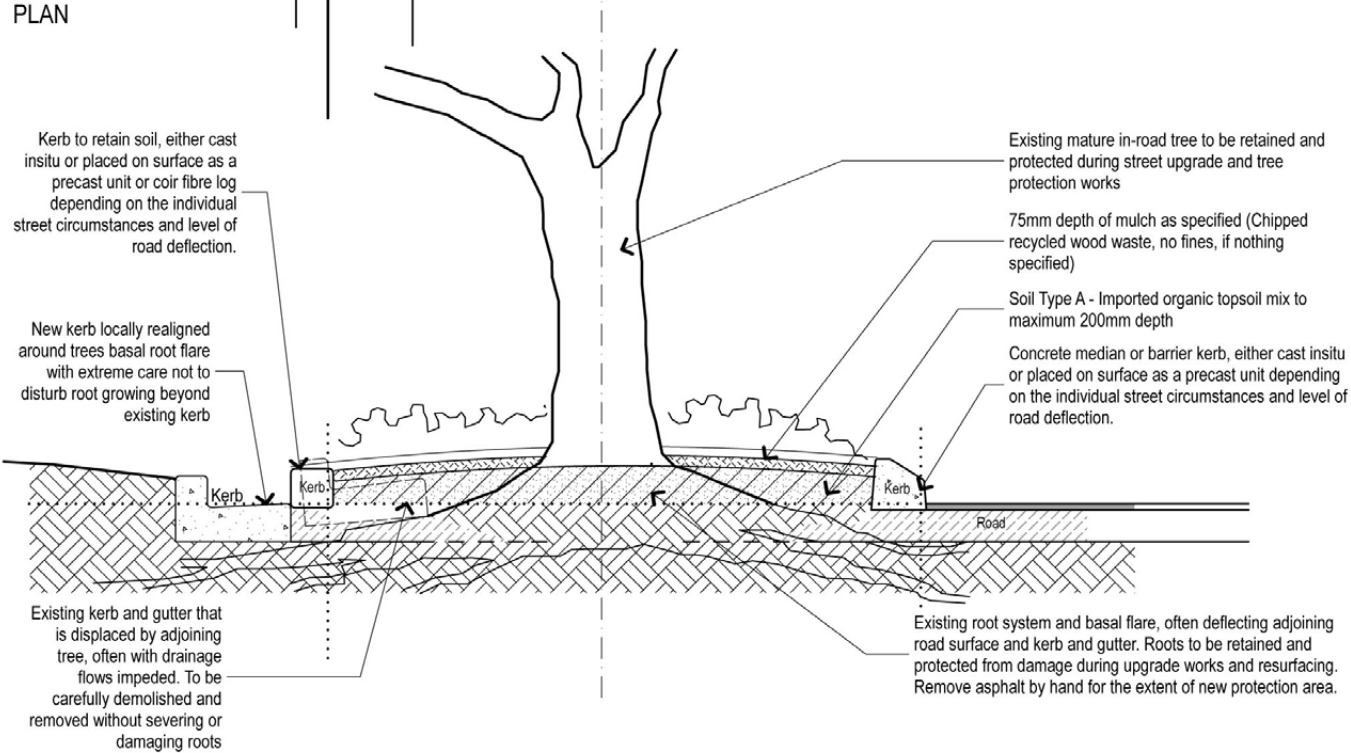 PLAN
Kerb to retain soil, either cast
insitu or placed on surface as a
precast unit or coir fibre log
depending on the individual
street circumstances and level of
road deflection.
New kerb locally realigned
around trees basal root flare
with extreme care not to
disturb root growing beyond
existing kerb
Existing kerb and gutter that
is displaced by adjoining
tree, often with drainage
flows impeded. To be
carefully demolished and
removed without severing or
damaging roots
Kerb
Kerb
Kerb
Road
Existing mature in-road tree to be retained and
protected during street upgrade and tree
protection works
75mm depth of mulch as specified (Chipped
recycled wood waste, no fines, if nothing
specified)
Soil Type A - Imported organic topsoil mix to
maximum 200mm depth
Concrete median or barrier kerb, either cast insitu
or placed on surface as a precast unit depending
on the individual street circumstances and level of
road deflection.
Existing root system and basal flare, often deflecting adjoining
road surface and kerb and gutter. Roots to be retained and
protected from damage during upgrade works and resurfacing.
Remove asphalt by hand for the extent of new protection area.